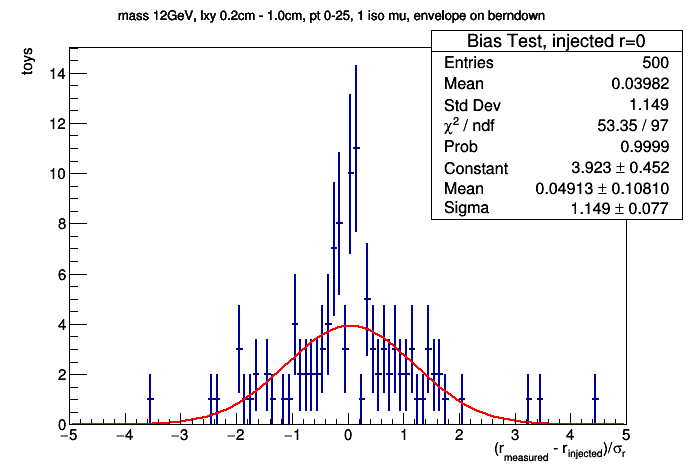 mass 12GeV, lxy 0.2cm - 1.0cm, pt 0-25, 1 iso mu, envelope on berndown
Bias Test, injected r=0
Entries 500
Mean 0.03982
Std Dev 1.149
χ² / ndf 53.35 / 97
Prob 0.9999
Constant 3.923 ± 0.452
Mean 0.04913 ± 0.10810
Sigma 1.149 ± 0.077
toys
14
12
10
8
6
4
2
0
−5 −4 −3 −2 −1 0 1 2 3 4 5
(r_measured - r_injected)/σ_r